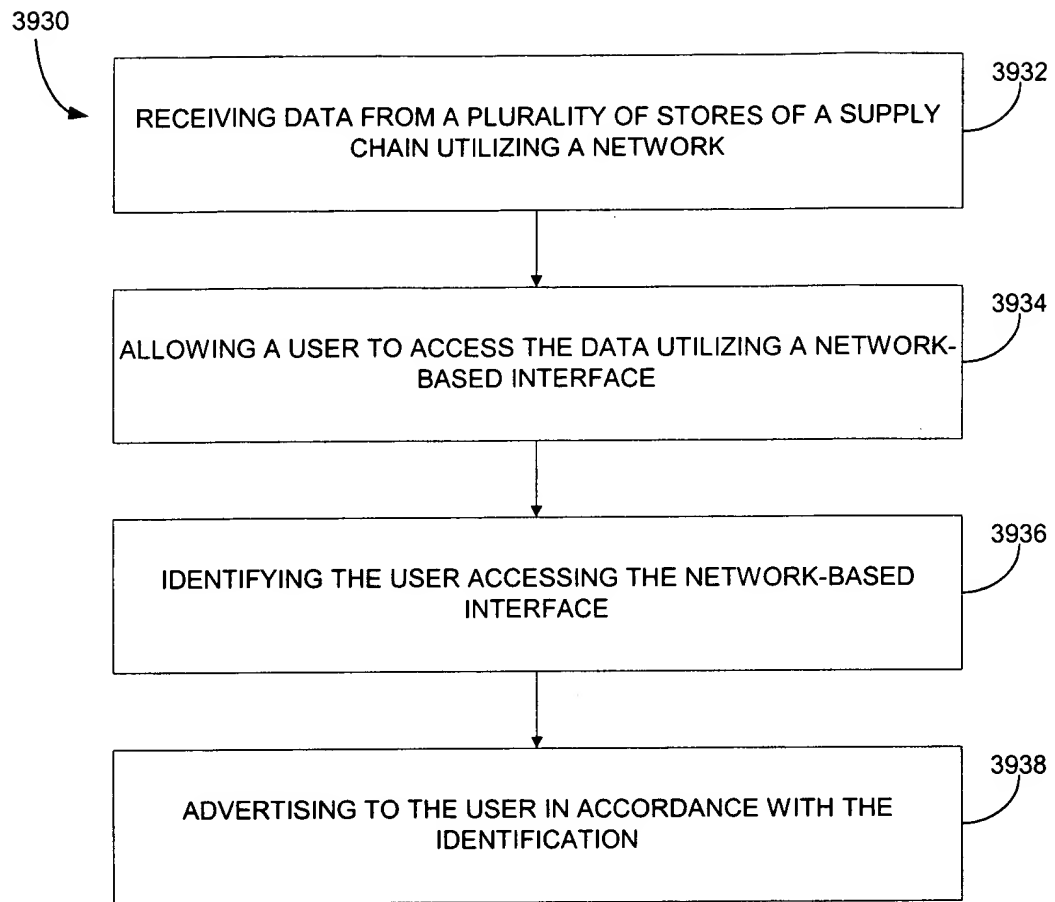 3930
3932
RECEIVING DATA FROM A PLURALITY OF STORES OF A SUPPLY
CHAIN UTILIZING A NETWORK
3934
ALLOWING A USER TO ACCESS THE DATA UTILIZING A NETWORK-
BASED INTERFACE
3936
IDENTIFYING THE USER ACCESSING THE NETWORK-BASED
INTERFACE
3938
ADVERTISING TO THE USER IN ACCORDANCE WITH THE
IDENTIFICATION